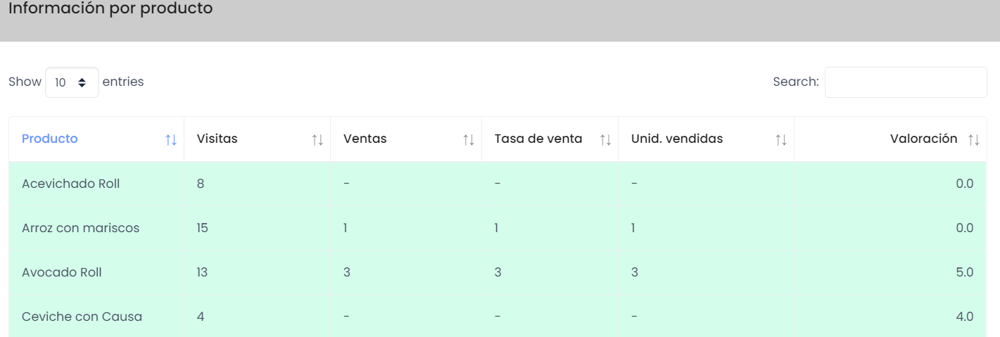 Información por producto
Show 10 entries Search:
Producto Visitas Ventas Tasa de venta Unid. vendidas Valoración
Acevichado Roll 8 - - - 0.0
Arroz con mariscos 15 1 1 1 0.0
Avocado Roll 13 3 3 3 5.0
Ceviche con Causa 4 - - - 4.0